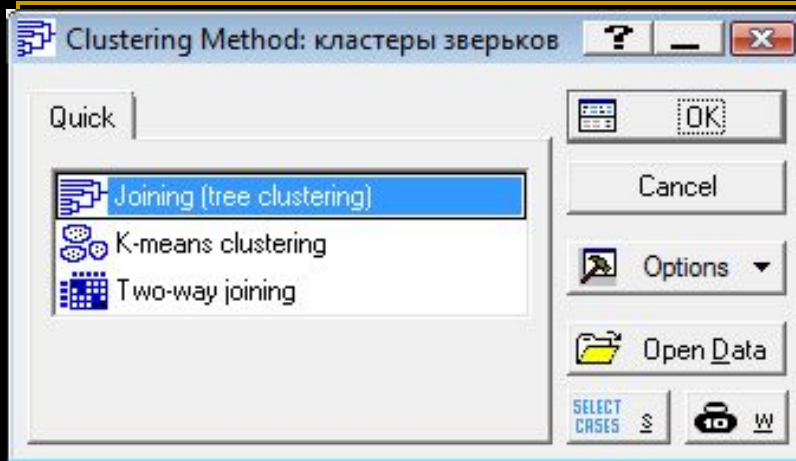 Clustering Method: кластеры зверьков
Quick
Joining (tree clustering)
K-means clustering
Two-way joining
OK
Cancel
Options
Open Data
SELECT CASES S
W